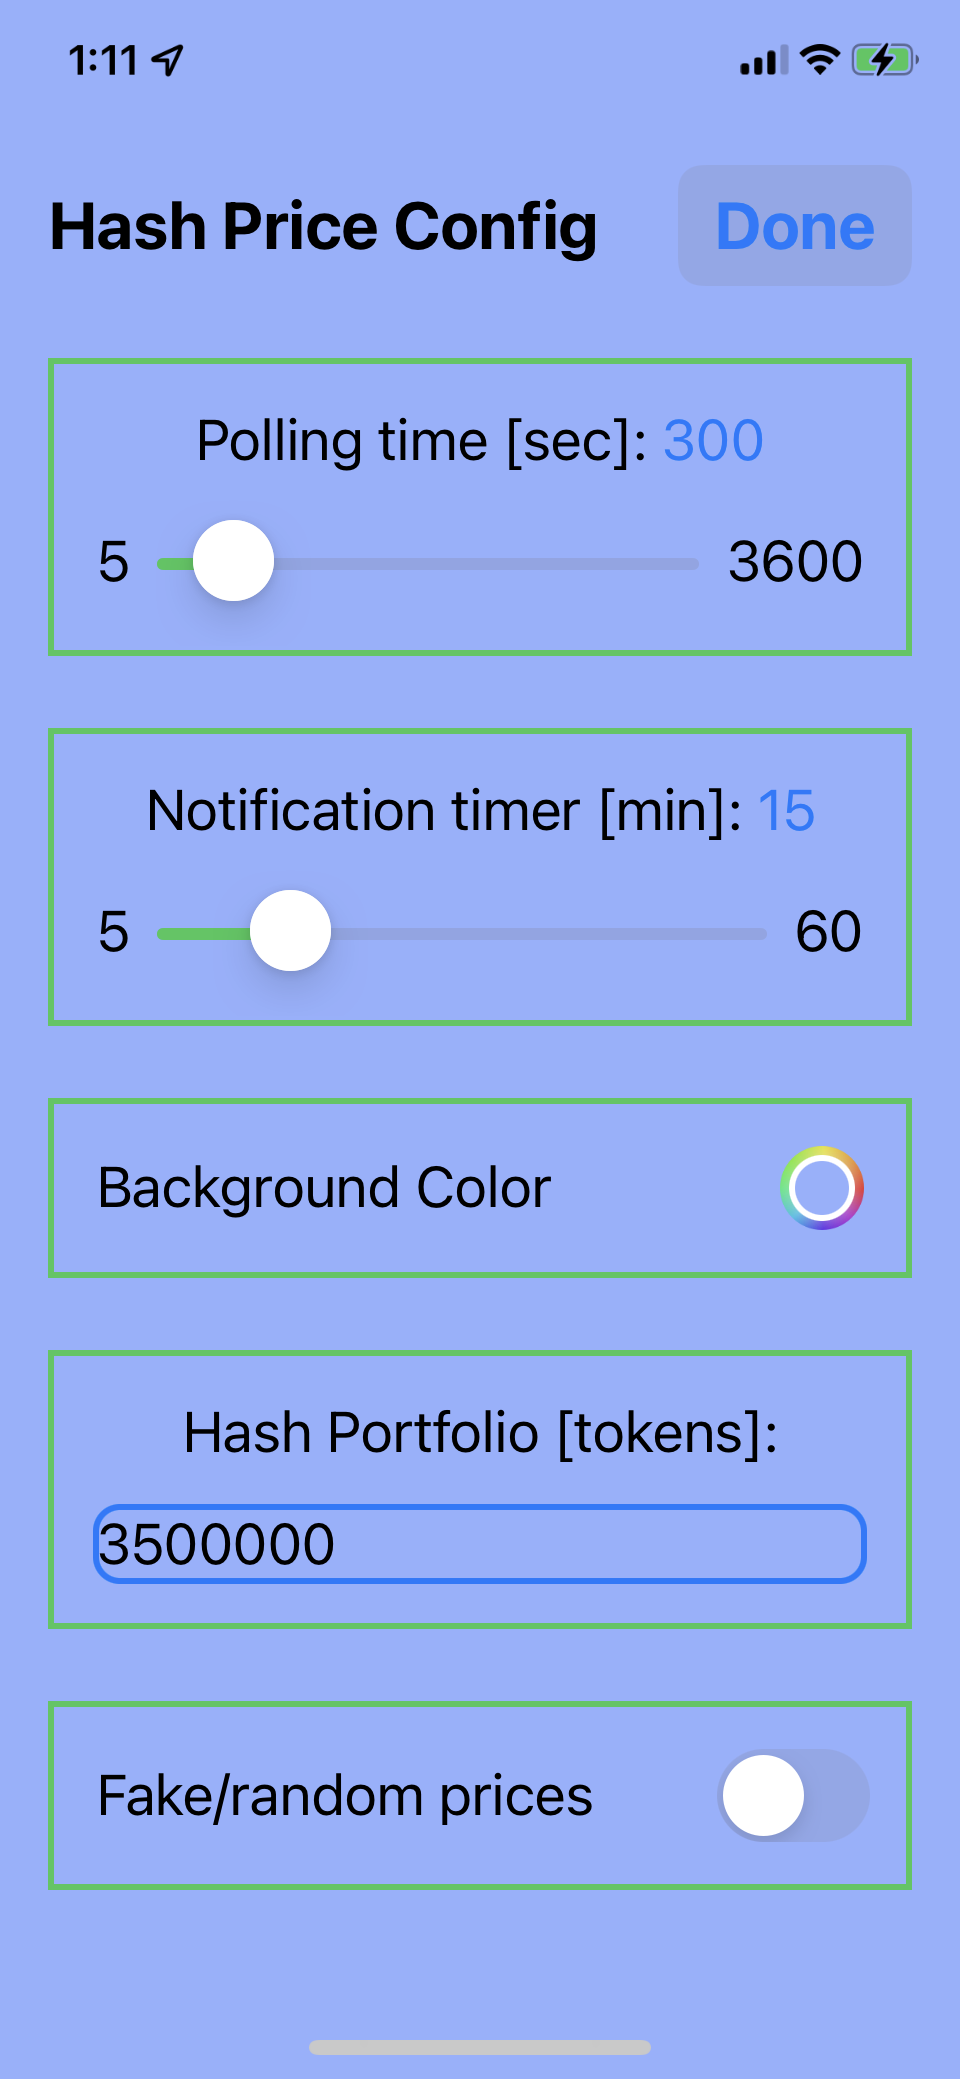 1:11
Hash Price Config Done
Polling time [sec]: 300
5 3600
Notification timer [min]: 15
5 60
Background Color
Hash Portfolio [tokens]:
3500000
Fake/random prices